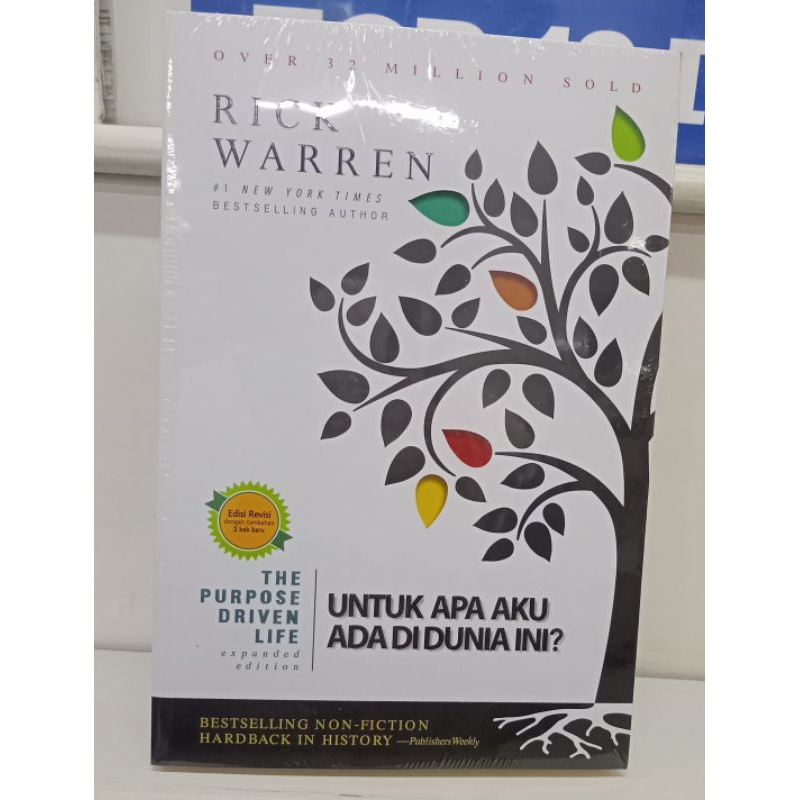 OVER 32 MILLION SOLD
RICK
WARREN
#1 NEW YORK TIMES
BESTSELLING AUTHOR
Edisi Revisi
dengan tambahan
2 bab baru
THE
PURPOSE
DRIVEN
LIFE
expanded
edition
UNTUK APA AKU
ADA DI DUNIA INI?
BESTSELLING NON-FICTION
HARDBACK IN HISTORY —Publishers Weekly